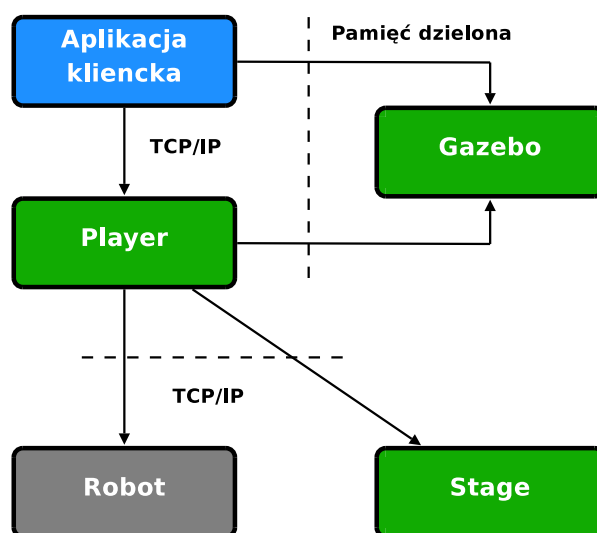 Aplikacja
kliencka
Pamięć dzielona
TCP/IP
Gazebo
Player
TCP/IP
Robot
Stage